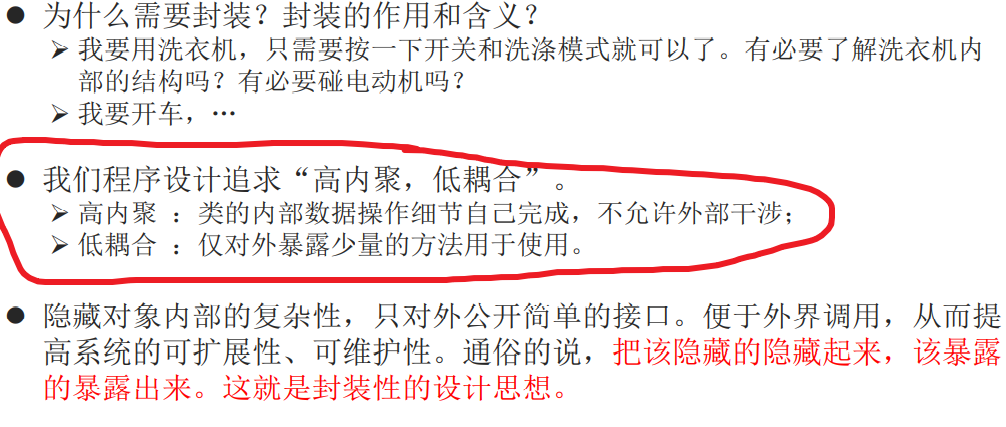 ● 为什么需要封装？封装的作用和含义？
➢ 我要用洗衣机，只需要按一下开关和洗涤模式就可以了。有必要了解洗衣机内
部的结构吗？有必要碰电动机吗？
➢ 我要开车，…
● 我们程序设计追求“高内聚，低耦合”。
➢ 高内聚 ：类的内部数据操作细节自己完成，不允许外部干涉；
➢ 低耦合 ：仅对外暴露少量的方法用于使用。
● 隐藏对象内部的复杂性，只对外公开简单的接口。便于外界调用，从而提
高系统的可扩展性、可维护性。通俗的说，把该隐藏的隐藏起来，该暴露
的暴露出来。这就是封装性的设计思想。